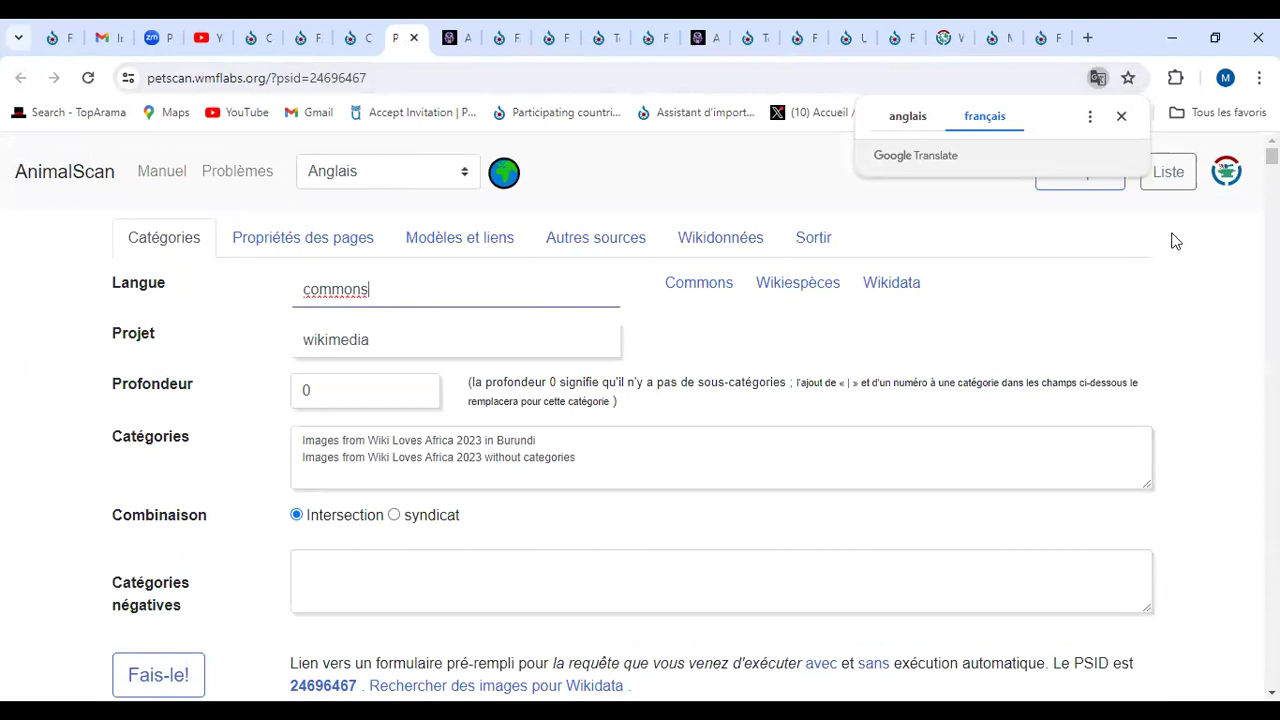 F
Ir
P
Y
C
F
C
P
A
F
F
T
F
A
T
F
U
F
V
N
F
petscan.wmflabs.org/?psid=24696467
M
Search - TopArama
Maps
YouTube
Gmail
Accept Invitation | P...
Participating countri...
Assistant d'import...
(10) Accueil /
Tous les favoris
anglais
français
Google Translate
AnimalScan
Manuel
Problèmes
Anglais
Liste
Catégories
Propriétés des pages
Modèles et liens
Autres sources
Wikidonnées
Sortir
Langue
commons
Commons
Wikiespèces
Wikidata
Projet
wikimedia
Profondeur
0
(la profondeur 0 signifie qu'il n'y a pas de sous-catégories ; l'ajout de « | » et d'un numéro à une catégorie dans les champs ci-dessous le
remplacera pour cette catégorie )
Catégories
Images from Wiki Loves Africa 2023 in Burundi
Images from Wiki Loves Africa 2023 without categories
Combinaison
Intersection
syndicat
Catégories
négatives
Fais-le!
Lien vers un formulaire pré-rempli pour la requête que vous venez d'exécuter avec et sans exécution automatique. Le PSID est
24696467 . Rechercher des images pour Wikidata .